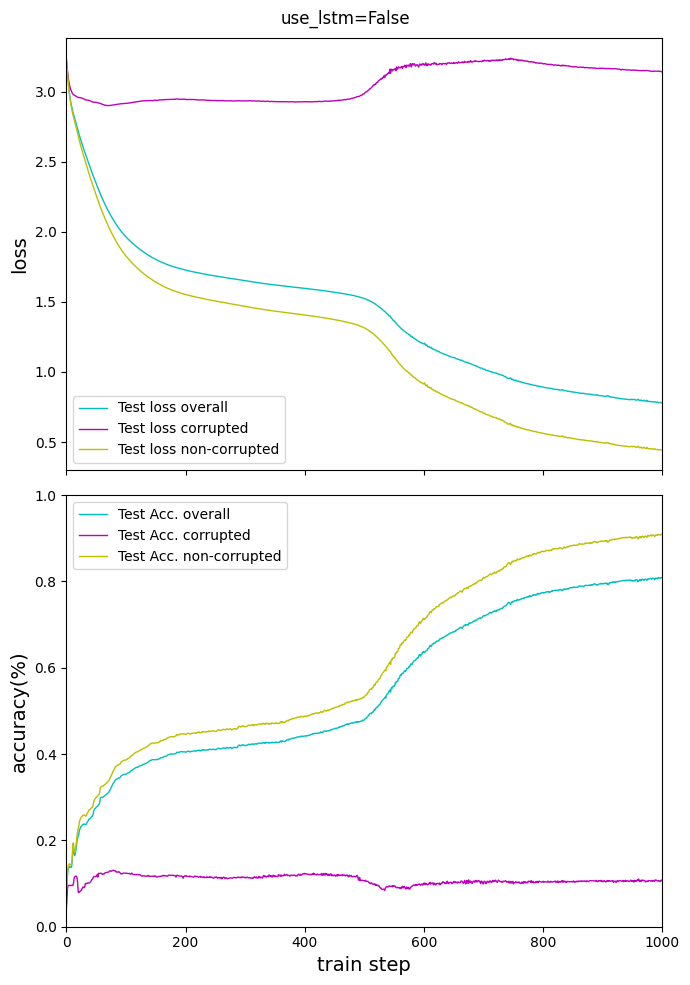 use_lstm=False
3.0
2.5
2.0
1.5
1.0
0.5
loss
Test loss overall
Test loss corrupted
Test loss non-corrupted
1.0
0.8
0.6
0.4
0.2
0.0
accuracy(%)
Test Acc. overall
Test Acc. corrupted
Test Acc. non-corrupted
0 200 400 600 800 1000
train step